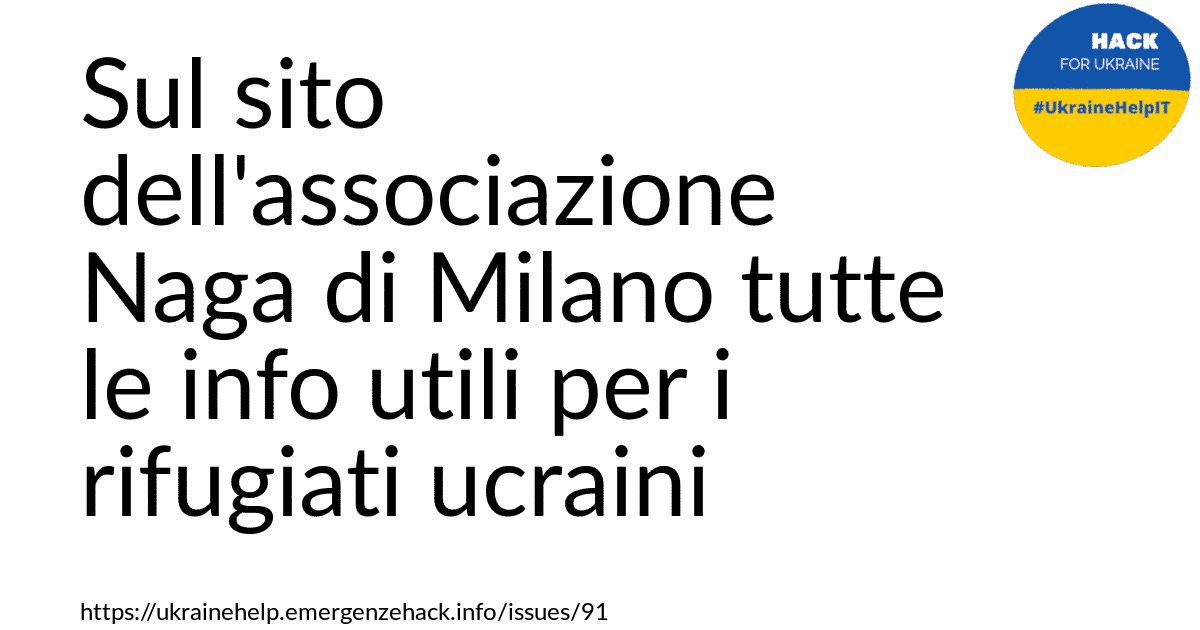 HACK
FOR UKRAINE
#UkraineHelpIT
Sul sito
dell'associazione
Naga di Milano tutte
le info utili per i
rifugiati ucraini
https://ukrainehelp.emergenzehack.info/issues/91